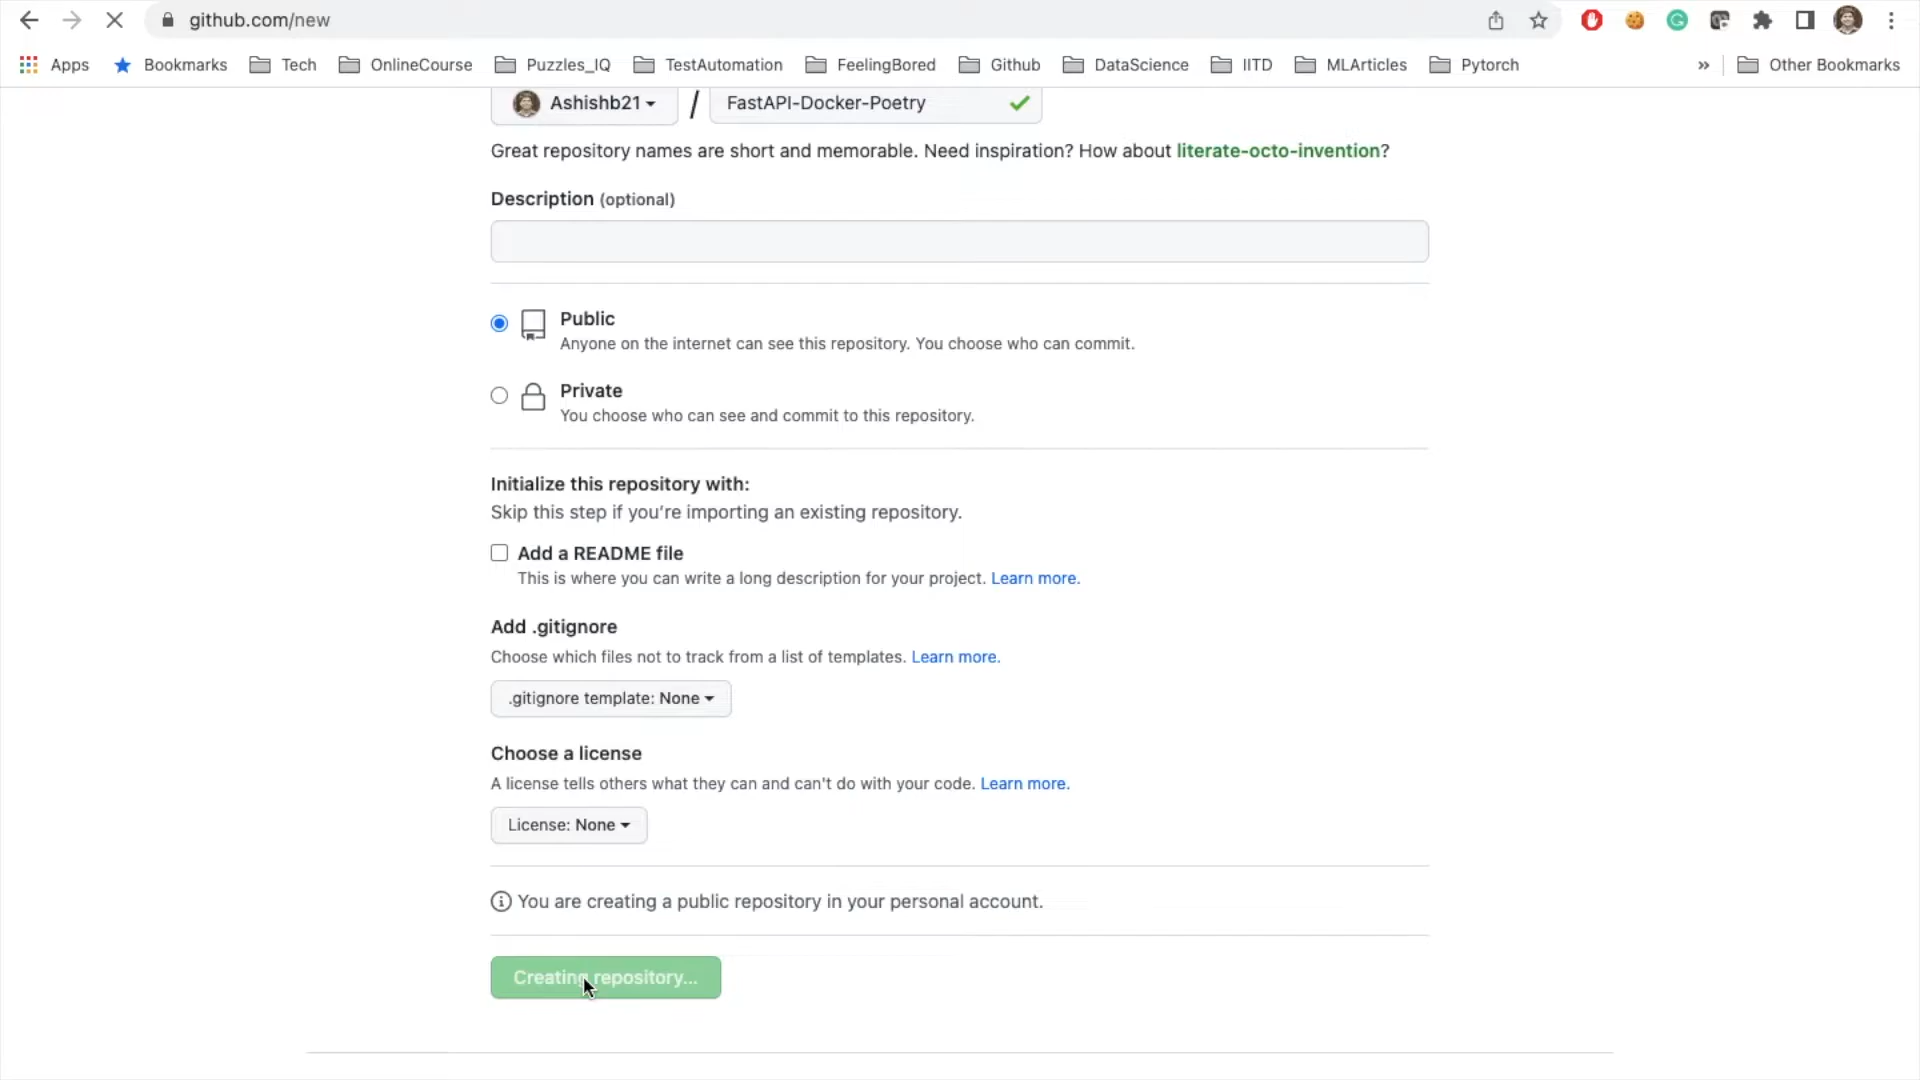 github.com/new
Apps Bookmarks Tech OnlineCourse Puzzles_IQ TestAutomation FeelingBored Github DataScience IITD MLArticles Pytorch » Other Bookmarks
Ashishb21 / FastAPI-Docker-Poetry
Great repository names are short and memorable. Need inspiration? How about literate-octo-invention?
Description (optional)
Public
Anyone on the internet can see this repository. You choose who can commit.
Private
You choose who can see and commit to this repository.
Initialize this repository with:
Skip this step if you’re importing an existing repository.
Add a README file
This is where you can write a long description for your project. Learn more.
Add .gitignore
Choose which files not to track from a list of templates. Learn more.
.gitignore template: None
Choose a license
A license tells others what they can and can't do with your code. Learn more.
License: None
You are creating a public repository in your personal account.
Creating repository...